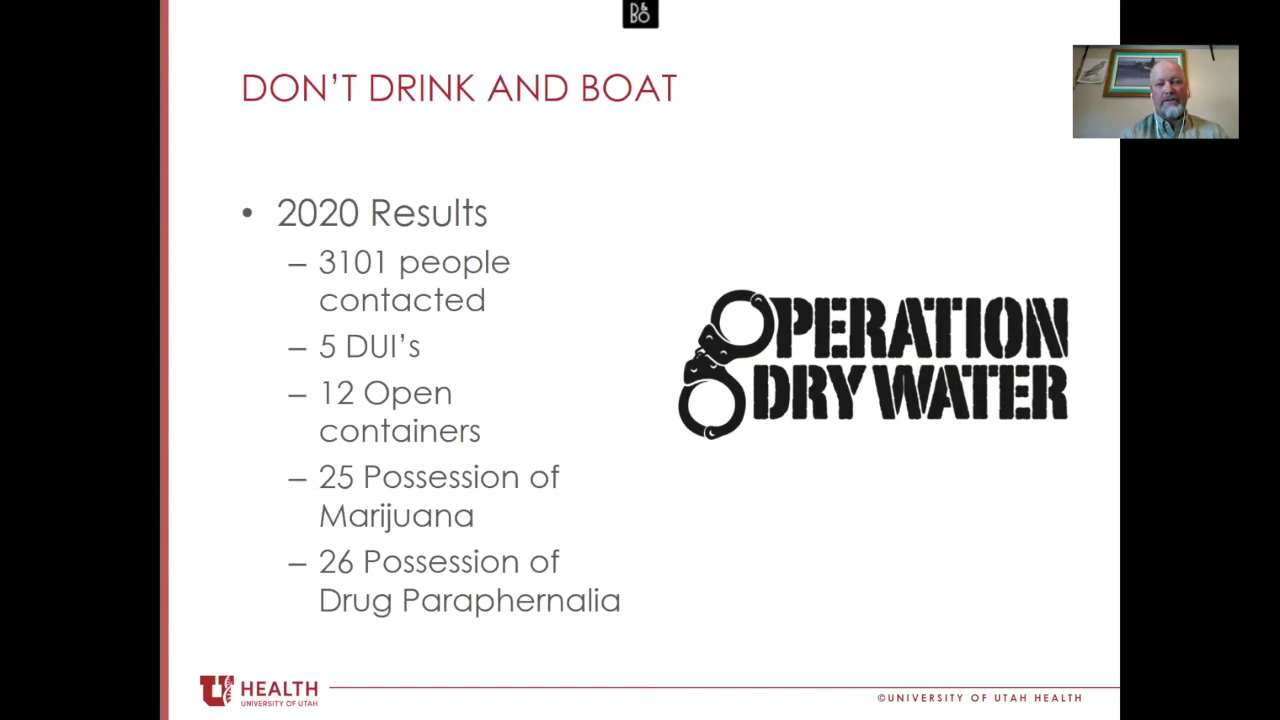 D&
BO
DON'T DRINK AND BOAT
• 2020 Results
– 3101 people
contacted
– 5 DUI's
– 12 Open
containers
– 25 Possession of
Marijuana
– 26 Possession of
Drug Paraphernalia
OPERATION
DRY WATER
U HEALTH
UNIVERSITY OF UTAH
©UNIVERSITY OF UTAH HEALTH